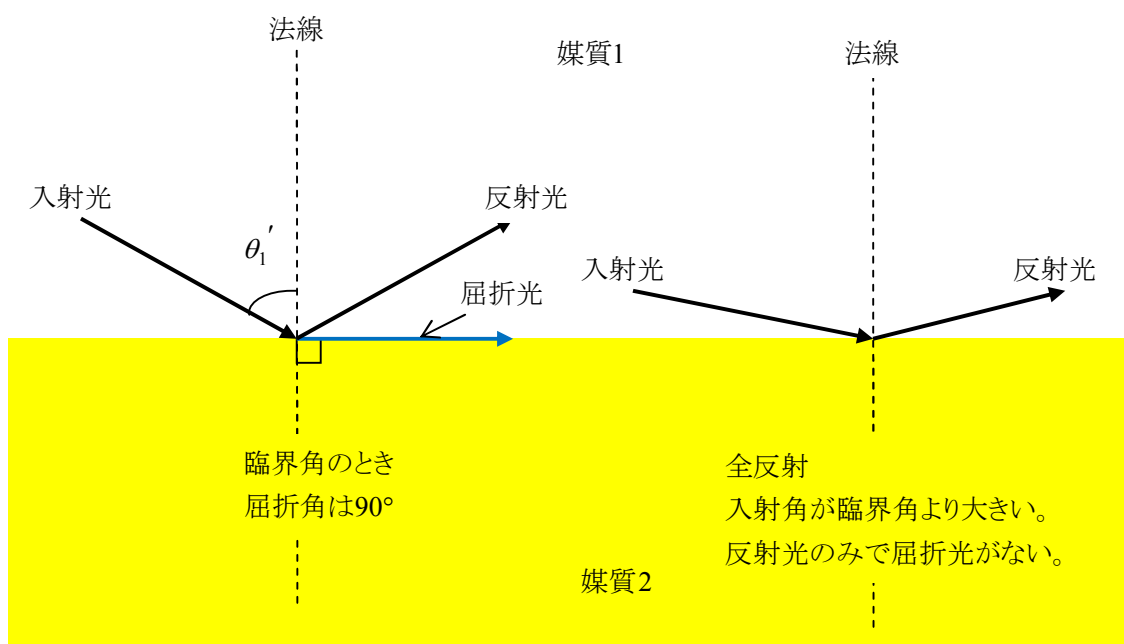 法線
媒質1
法線
入射光
反射光
θ₁′
屈折光
入射光
反射光
臨界角のとき
屈折角は90°
全反射
入射角が臨界角より大きい。
反射光のみで屈折光がない。
媒質2